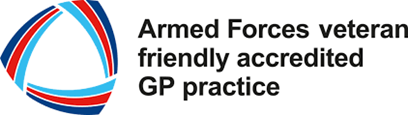 Armed Forces veteran
friendly accredited
GP practice